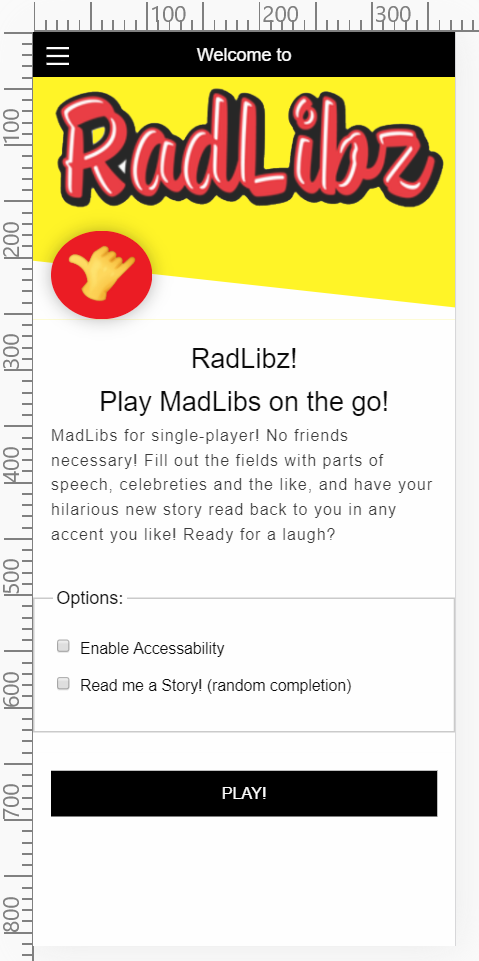 100 200 300
Welcome to
RadLibz
100
200
300
400
500
600
700
800
RadLibz!
Play MadLibs on the go!
MadLibs for single-player! No friends
necessary! Fill out the fields with parts of
speech, celebreties and the like, and have your
hilarious new story read back to you in any
accent you like! Ready for a laugh?
Options:
Enable Accessability
Read me a Story! (random completion)
PLAY!